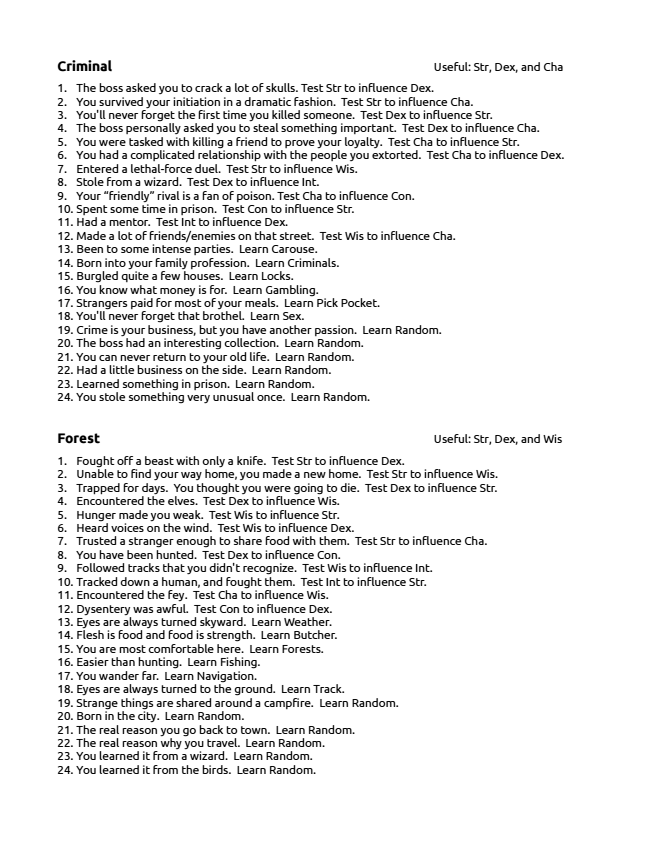 Criminal Useful: Str, Dex, and Cha
1. The boss asked you to crack a lot of skulls. Test Str to influence Dex.
2. You survived your initiation in a dramatic fashion. Test Str to influence Cha.
3. You'll never forget the first time you killed someone. Test Dex to influence Str.
4. The boss personally asked you to steal something important. Test Dex to influence Cha.
5. You were tasked with killing a friend to prove your loyalty. Test Cha to influence Str.
6. You had a complicated relationship with the people you extorted. Test Cha to influence Dex.
7. Entered a lethal-force duel. Test Str to influence Wis.
8. Stole from a wizard. Test Dex to influence Int.
9. Your “friendly” rival is a fan of poison. Test Cha to influence Con.
10. Spent some time in prison. Test Con to influence Str.
11. Had a mentor. Test Int to influence Dex.
12. Made a lot of friends/enemies on that street. Test Wis to influence Cha.
13. Been to some intense parties. Learn Carouse.
14. Born into your family profession. Learn Criminals.
15. Burgled quite a few houses. Learn Locks.
16. You know what money is for. Learn Gambling.
17. Strangers paid for most of your meals. Learn Pick Pocket.
18. You'll never forget that brothel. Learn Sex.
19. Crime is your business, but you have another passion. Learn Random.
20. The boss had an interesting collection. Learn Random.
21. You can never return to your old life. Learn Random.
22. Had a little business on the side. Learn Random.
23. Learned something in prison. Learn Random.
24. You stole something very unusual once. Learn Random.
Forest Useful: Str, Dex, and Wis
1. Fought off a beast with only a knife. Test Str to influence Dex.
2. Unable to find your way home, you made a new home. Test Str to influence Wis.
3. Trapped for days. You thought you were going to die. Test Dex to influence Str.
4. Encountered the elves. Test Dex to influence Wis.
5. Hunger made you weak. Test Wis to influence Str.
6. Heard voices on the wind. Test Wis to influence Dex.
7. Trusted a stranger enough to share food with them. Test Str to influence Cha.
8. You have been hunted. Test Dex to influence Con.
9. Followed tracks that you didn't recognize. Test Wis to influence Int.
10. Tracked down a human, and fought them. Test Int to influence Str.
11. Encountered the fey. Test Cha to influence Wis.
12. Dysentery was awful. Test Con to influence Dex.
13. Eyes are always turned skyward. Learn Weather.
14. Flesh is food and food is strength. Learn Butcher.
15. You are most comfortable here. Learn Forests.
16. Easier than hunting. Learn Fishing.
17. You wander far. Learn Navigation.
18. Eyes are always turned to the ground. Learn Track.
19. Strange things are shared around a campfire. Learn Random.
20. Born in the city. Learn Random.
21. The real reason you go back to town. Learn Random.
22. The real reason why you travel. Learn Random.
23. You learned it from a wizard. Learn Random.
24. You learned it from the birds. Learn Random.